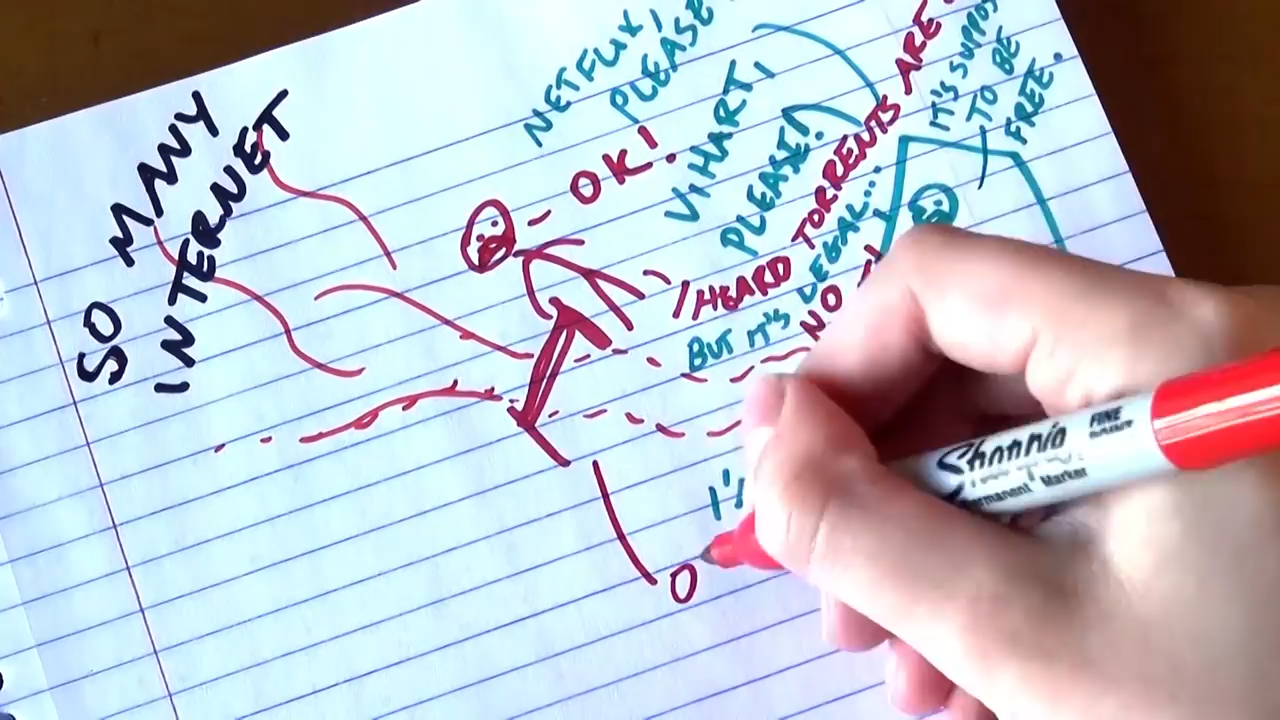 SO MANY
INTERNET
NETFLIX,
PLEASE
OK!
VIHART,
PLEASE!
I HEARD TORRENTS ARE
BUT IT'S LEGAL...
NO
IT'S
TO BE
FREE.
I'
O
Sharpie
FINE
Permanent Marker